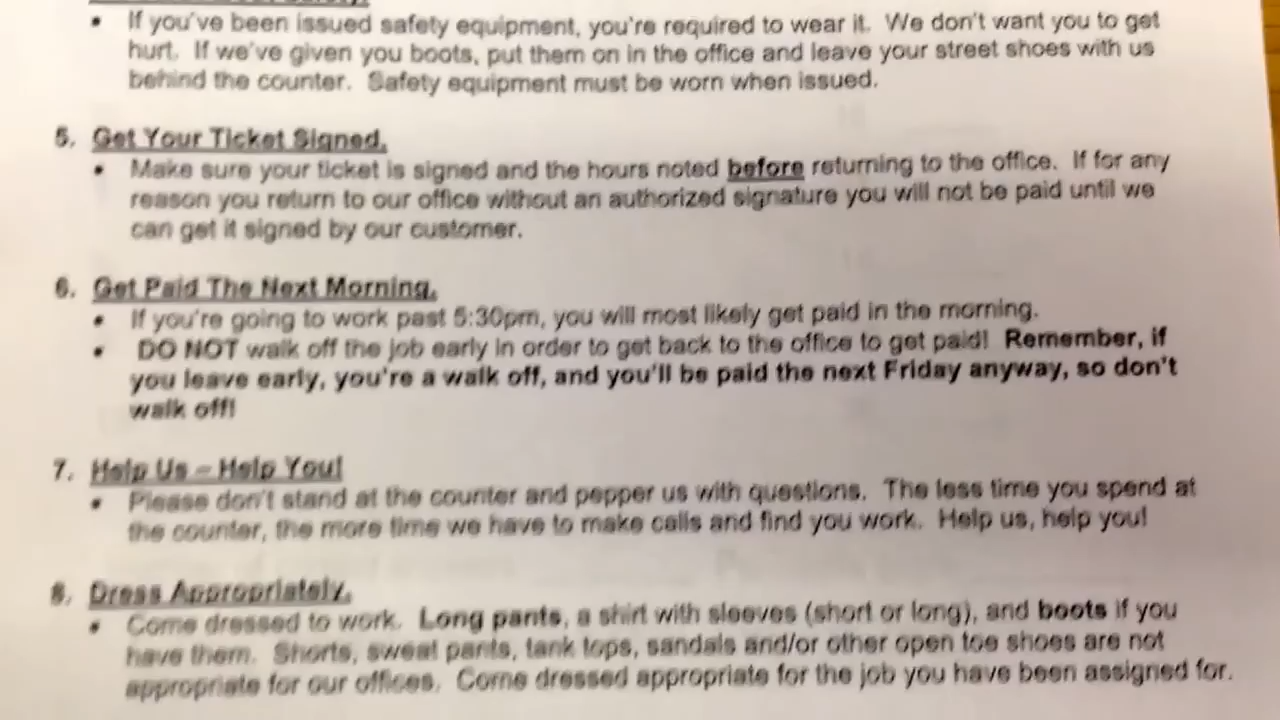 • If you've been issued safety equipment, you're required to wear it. We don't want you to get
hurt. If we've given you boots, put them on in the office and leave your street shoes with us
behind the counter. Safety equipment must be worn when issued.
5. Get Your Ticket Signed.
• Make sure your ticket is signed and the hours noted before returning to the office. If for any
reason you return to our office without an authorized signature you will not be paid until we
can get it signed by our customer.
6. Get Paid The Next Morning.
• If you're going to work past 5:30pm, you will most likely get paid in the morning.
• DO NOT walk off the job early in order to get back to the office to get paid! Remember, if
you leave early, you're a walk off, and you'll be paid the next Friday anyway, so don't
walk off!
7. Help Us – Help You!
• Please don't stand at the counter and pepper us with questions. The less time you spend at
the counter, the more time we have to make calls and find you work. Help us, help you!
8. Dress Appropriately.
• Come dressed to work. Long pants, a shirt with sleeves (short or long), and boots if you
have them. Shorts, sweat pants, tank tops, sandals and/or other open toe shoes are not
appropriate for our offices. Come dressed appropriate for the job you have been assigned for.